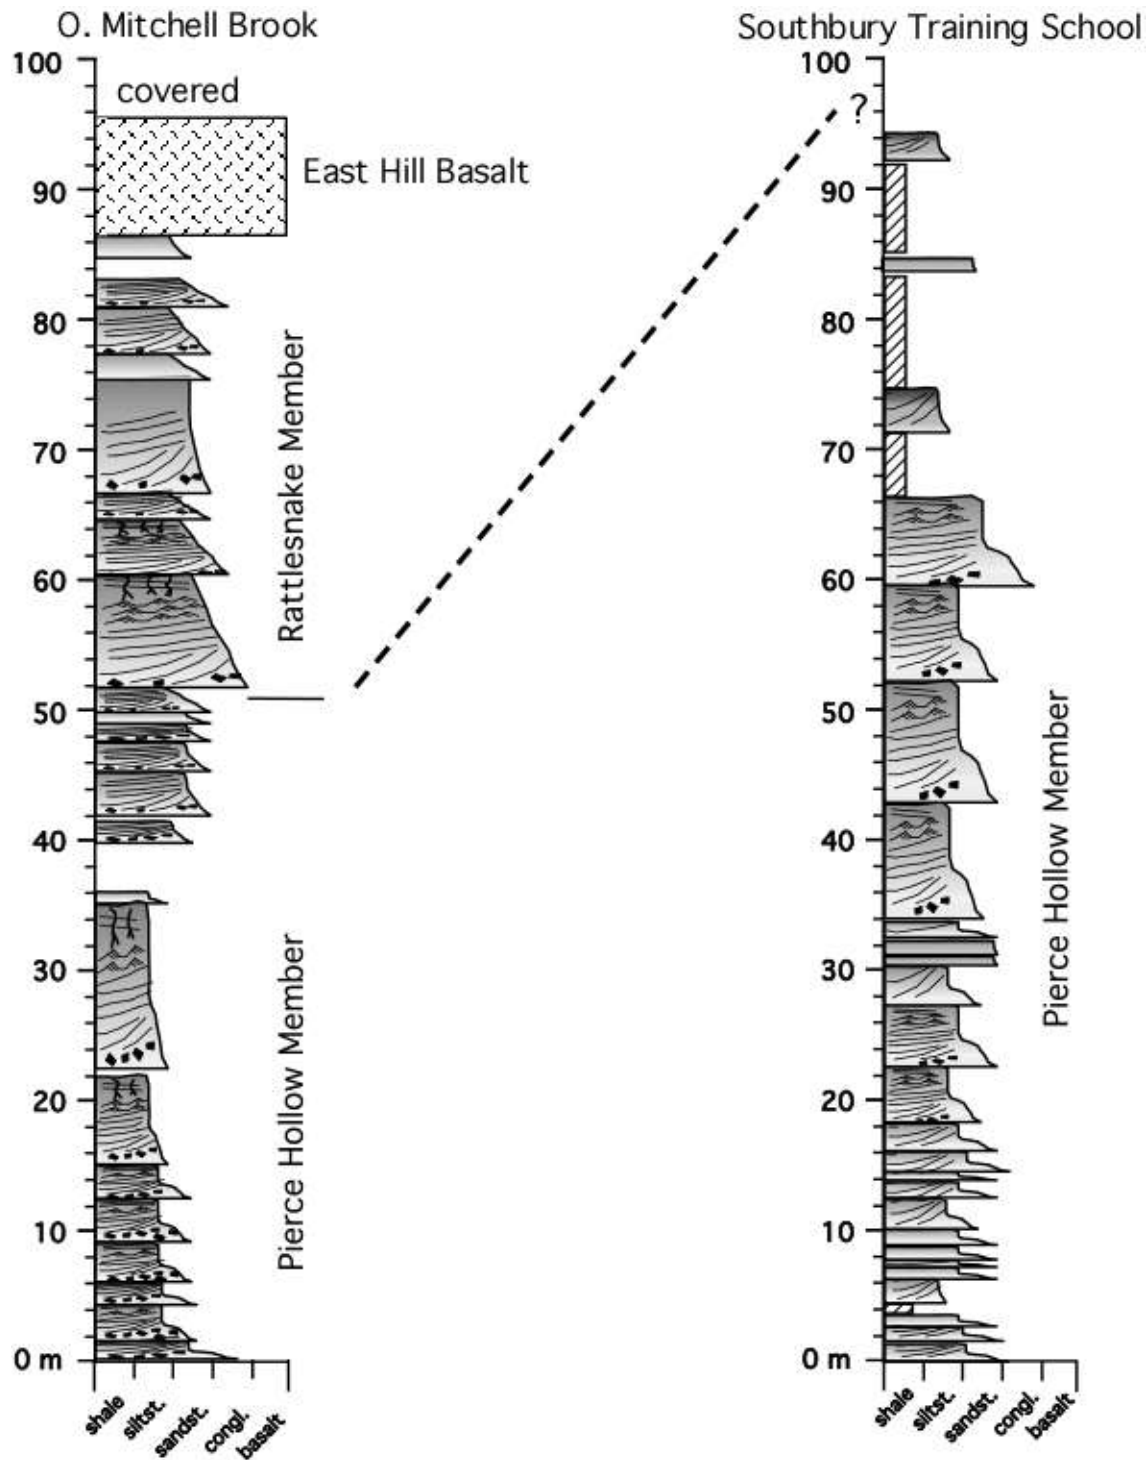 O. Mitchell Brook
100
covered
East Hill Basalt
90
80
70
60
50
40
30
20
10
0 m
Rattlesnake Member
Pierce Hollow Member
shale
siltst.
sandst.
congl.
basalt
Southbury Training School
100
?
90
80
70
60
50
40
30
20
10
0 m
Pierce Hollow Member
shale
siltst.
sandst.
congl.
basalt